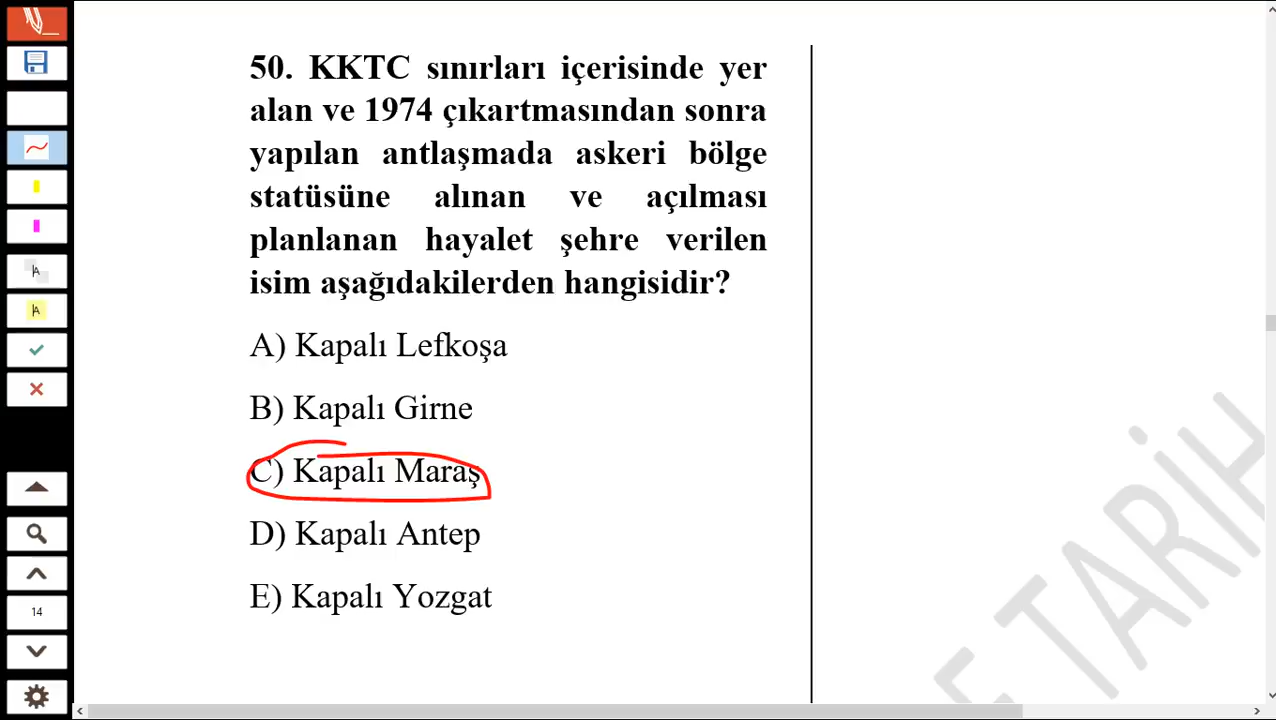 50. KKTC sınırları içerisinde yer
alan ve 1974 çıkartmasından sonra
yapılan antlaşmada askeri bölge
statüsüne alınan ve açılması
planlanan hayalet şehre verilen
isim aşağıdakilerden hangisidir?
A) Kapalı Lefkoşa
B) Kapalı Girne
C) Kapalı Maraş
D) Kapalı Antep
E) Kapalı Yozgat
A
A
14
E TARİH